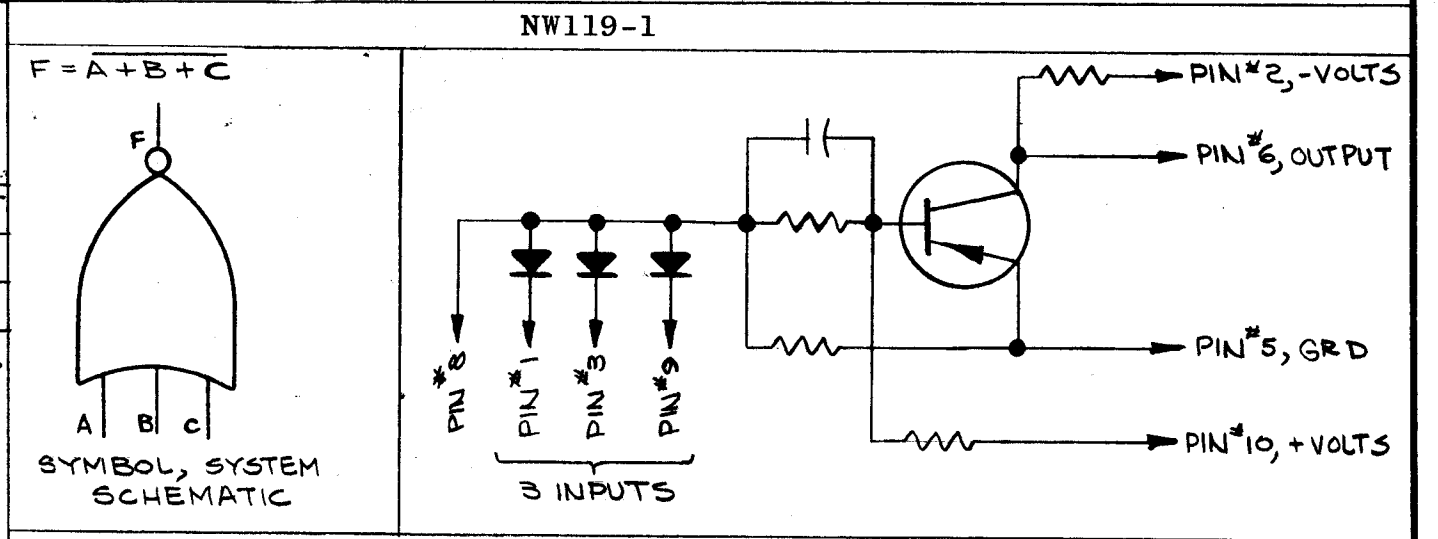 NW119-1
F = \overline{A+B+C}
F
A B C
SYMBOL, SYSTEM
SCHEMATIC
PIN #2, -VOLTS
PIN #6, OUTPUT
PIN #5, GRD
PIN #10, + VOLTS
PIN #8
PIN #1
PIN #3
PIN #9
3 INPUTS